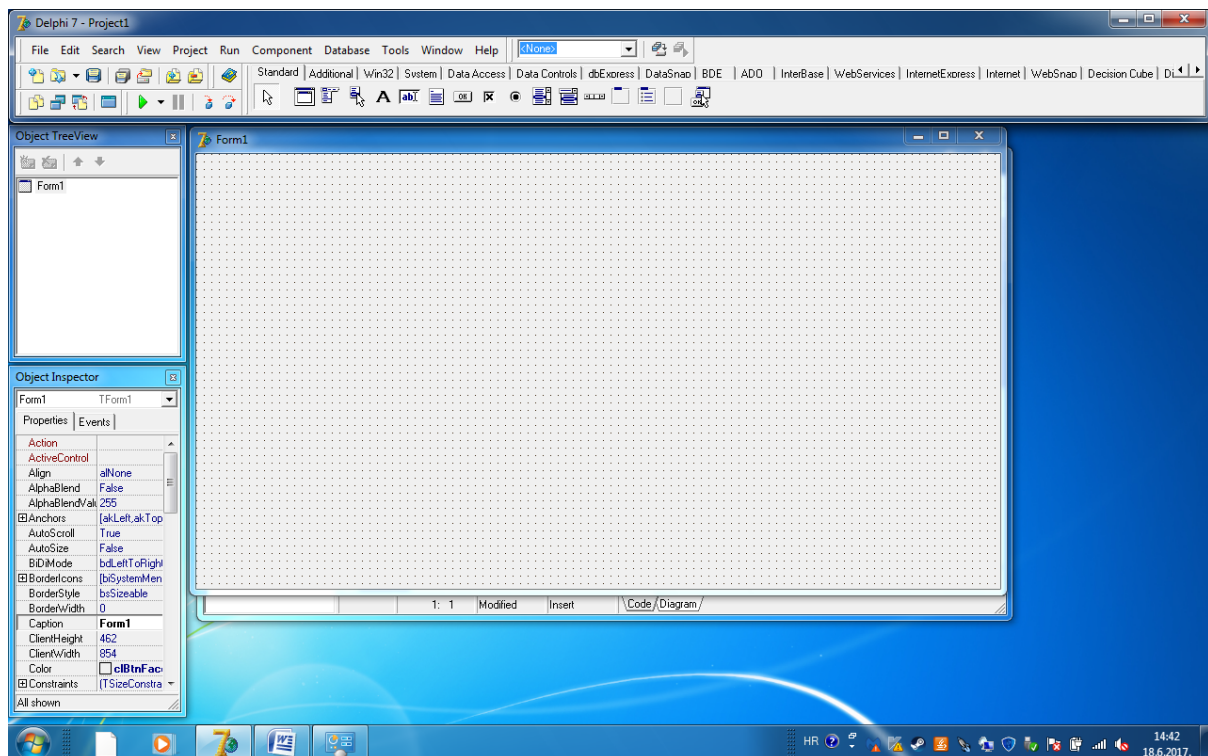 Delphi 7 - Project1
File Edit Search View Project Run Component Database Tools Window Help <None>
Standard Additional Win32 System Data Access Data Controls dbExpress DataSnap BDE ADO InterBase WebServices InternetExpress Internet WebSnap Decision Cube Di
A abI OK
OK
Object TreeView
Form1
Form1
Object Inspector
Form1 TForm1
Properties Events
Action
ActiveControl
Align alNone
AlphaBlend False
AlphaBlendValu 255
Anchors [akLeft,akTop
AutoScroll True
AutoSize False
BiDiMode bdLeftToRight
BorderIcons [biSystemMen
BorderStyle bsSizeable
BorderWidth 0
Caption Form1
ClientHeight 462
ClientWidth 854
Color clBtnFac
Constraints (TSizeConstra
All shown
1: 1 Modified Insert Code Diagram
HR 14:42
18.6.2017.